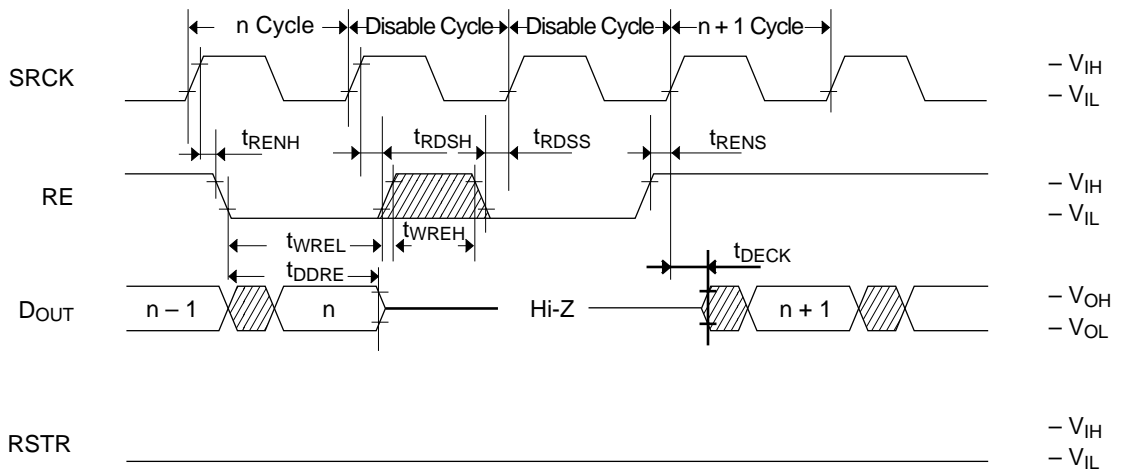 n Cycle Disable Cycle Disable Cycle n + 1 Cycle
SRCK – VIH
– VIL
tRENH tRDSH tRDSS tRENS
RE – VIH
– VIL
tWREL tWREH
tDDRE tDECK
DOUT n – 1 n Hi-Z n + 1 – VOH
– VOL
RSTR – VIH
– VIL